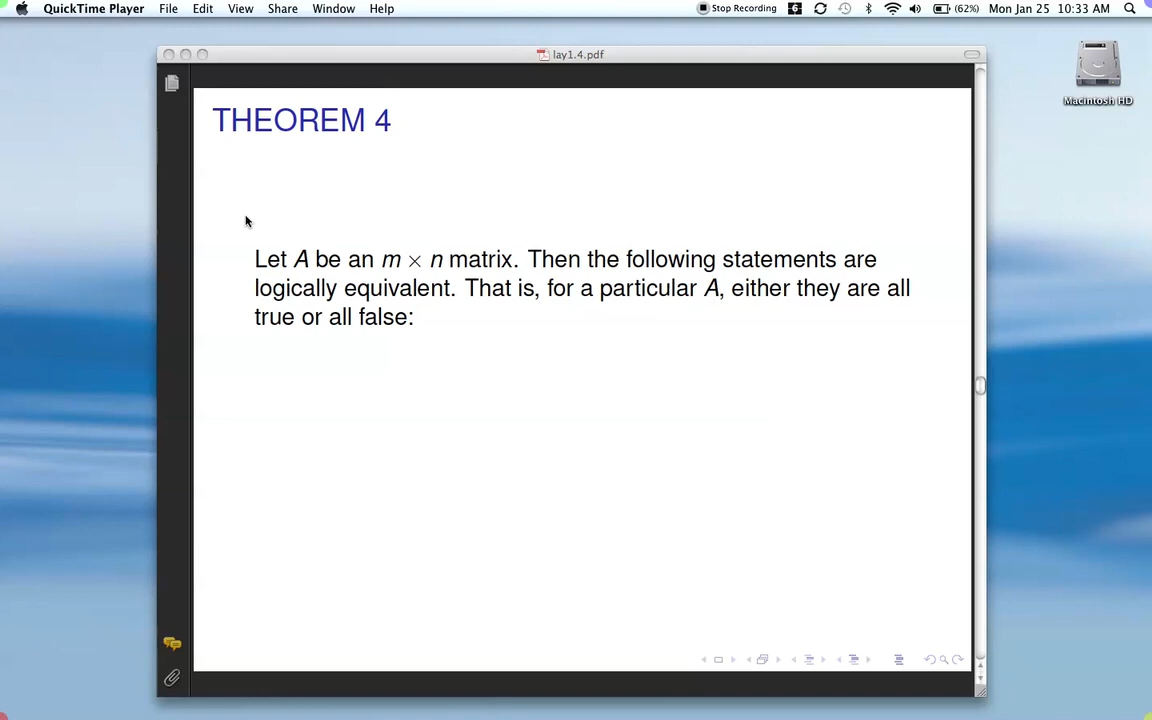 QuickTime Player File Edit View Share Window Help Stop Recording (62%) Mon Jan 25 10:33 AM
lay1.4.pdf
Macintosh HD
THEOREM 4
Let A be an m × n matrix. Then the following statements are
logically equivalent. That is, for a particular A, either they are all
true or all false: